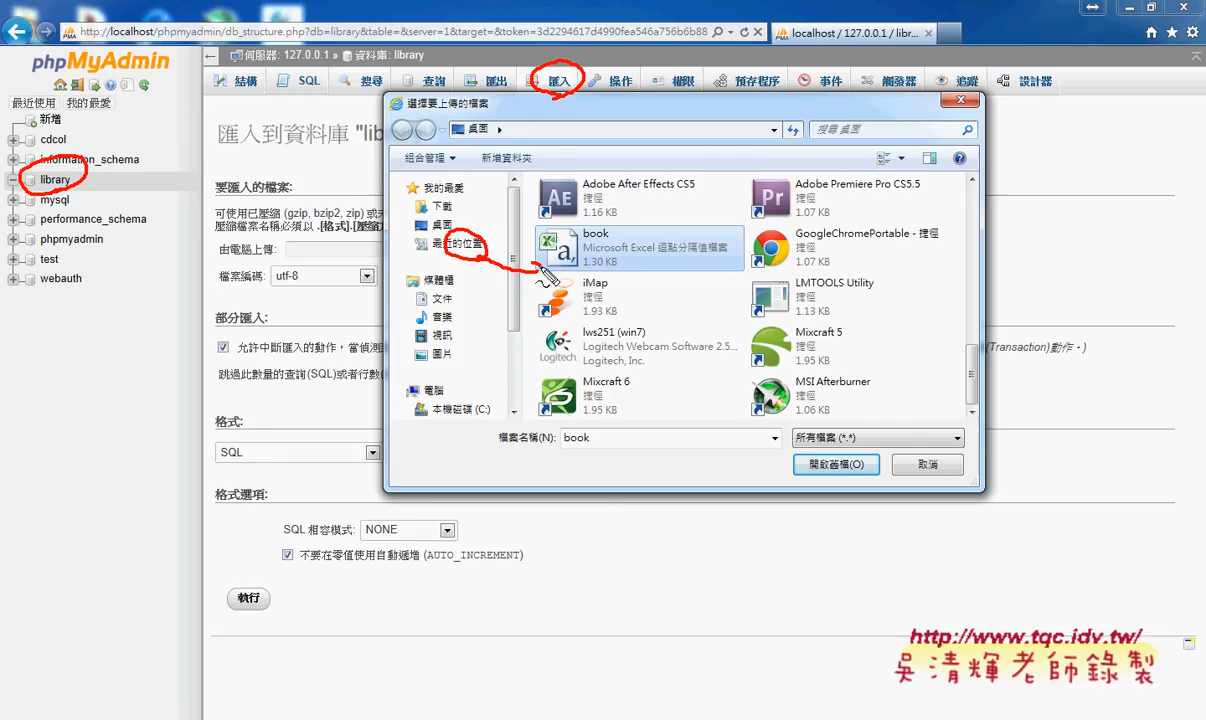 http://localhost/phpmyadmin/db_structure.php?db=library&table=&server=1&target=&token=3d2294617d4990fea546a756b6b88
localhost / 127.0.0.1 / libr...
phpMyAdmin
最近使用 我的最愛
新增
cdcol
information_schema
library
mysql
performance_schema
phpmyadmin
test
webauth
伺服器: 127.0.0.1 » 資料庫: library
結構 SQL 搜尋 查詢 匯出 匯入 操作 權限 預存程序 事件 觸發器 追蹤 設計器
匯入到資料庫 "lib
要匯入的檔案:
可使用已壓縮 (gzip, bzip2, zip) 或未
壓縮檔案名稱必須以 .[格式].[壓縮]
由電腦上傳:
檔案編碼: utf-8
部分匯入:
允許中斷匯入的動作，當偵測
(Transaction)動作。)
跳過此數量的查詢(SQL)或者行數
格式:
SQL
格式選項:
SQL 相容模式: NONE
不要在零值使用自動遞增 (AUTO_INCREMENT)
執行
選擇要上傳的檔案
桌面
搜尋 桌面
組合管理 新增資料夾
我的最愛
下載
桌面
最近的位置
媒體櫃
文件
音樂
視訊
圖片
電腦
本機磁碟 (C:)
Adobe After Effects CS5
捷徑
1.16 KB
Adobe Premiere Pro CS5.5
捷徑
1.07 KB
book
Microsoft Excel 逗點分隔值檔案
1.30 KB
GoogleChromePortable - 捷徑
捷徑
1.07 KB
iMap
捷徑
1.93 KB
LMTOOLS Utility
捷徑
1.13 KB
lws251 (win7)
Logitech Webcam Software 2.5...
Logitech, Inc.
Mixcraft 5
捷徑
1.95 KB
Mixcraft 6
捷徑
1.95 KB
MSI Afterburner
捷徑
1.06 KB
檔案名稱(N): book
所有檔案 (*.*)
開啟舊檔(O) 取消
http://www.tqc.idv.tw/
吳清輝老師錄製